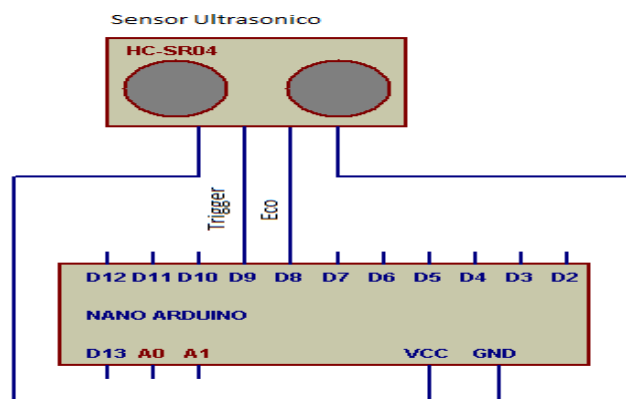 Sensor Ultrasonico
HC-SR04
Trigger
Eco
D12 D11 D10 D9 D8 D7 D6 D5 D4 D3 D2
NANO ARDUINO
D13 A0 A1 VCC GND